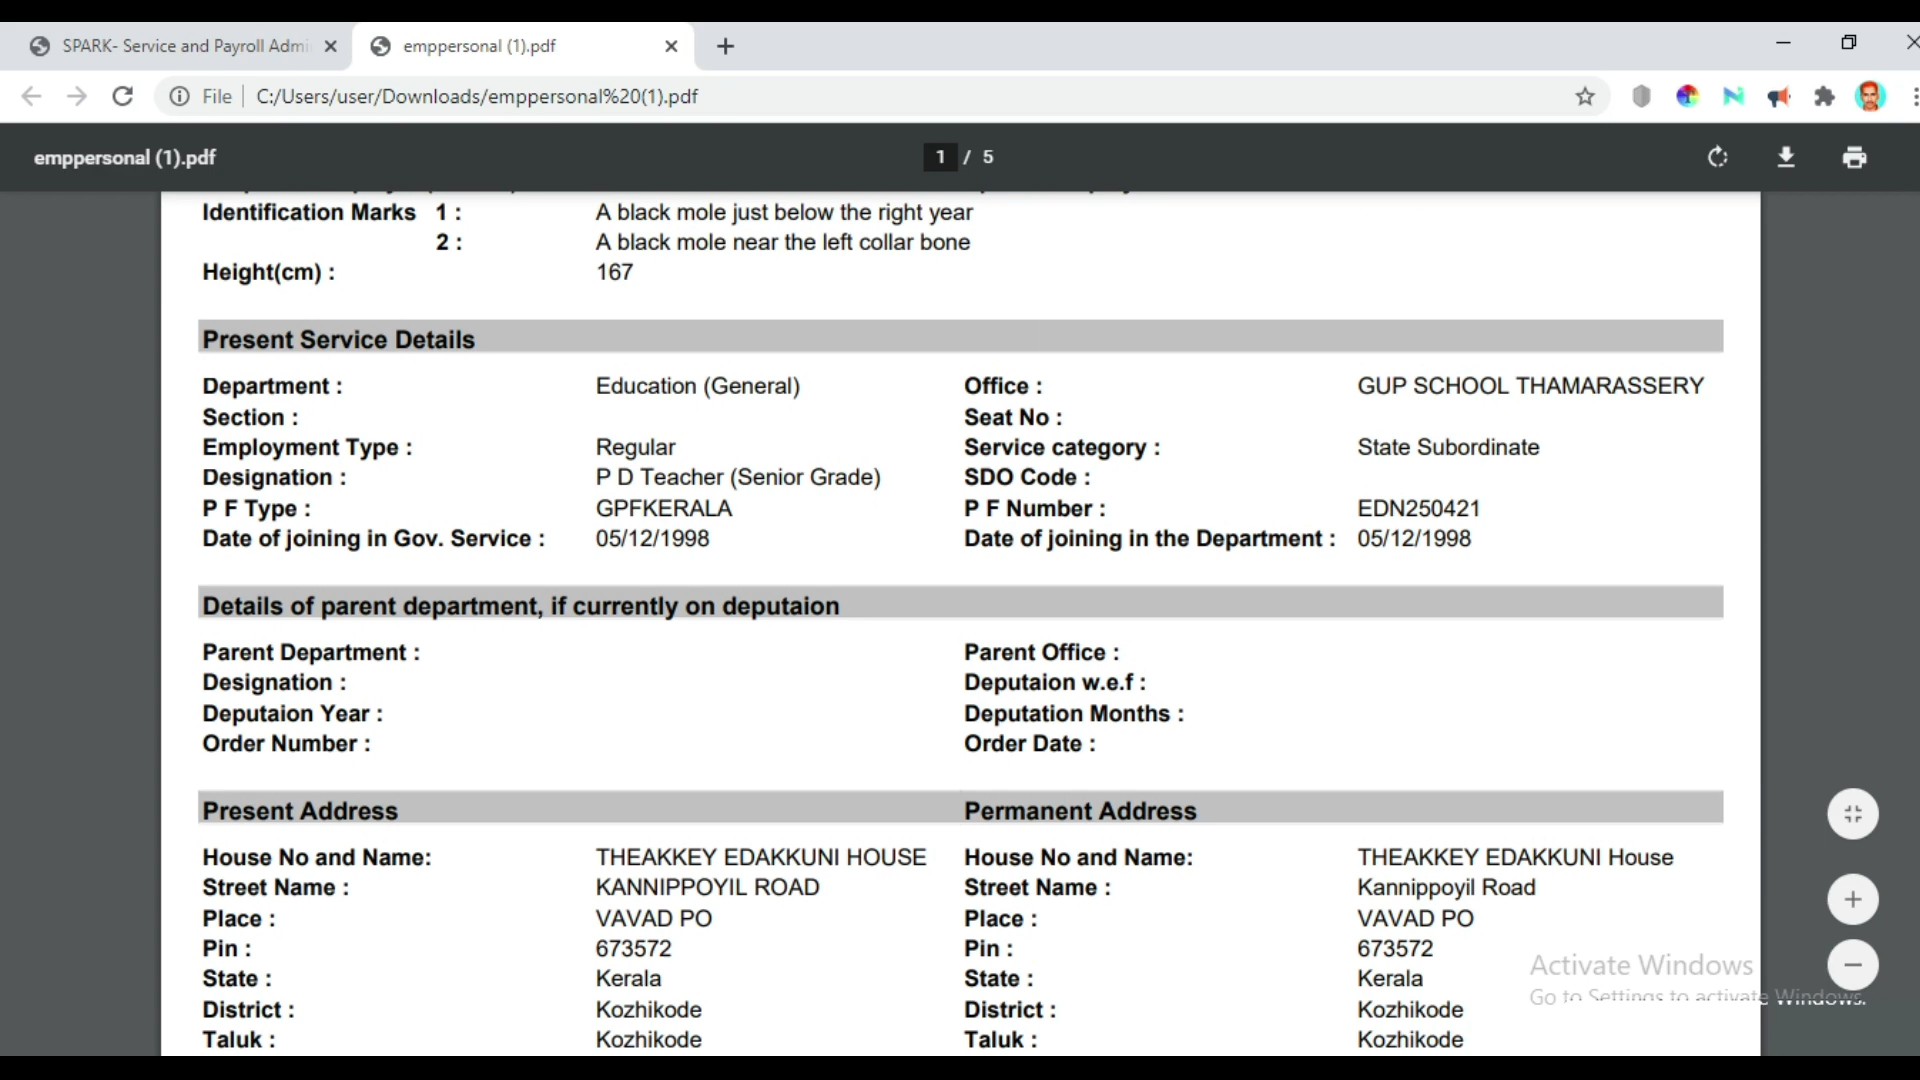 SPARK- Service and Payroll Admi
emppersonal (1).pdf
File
C:/Users/user/Downloads/emppersonal%20(1).pdf
emppersonal (1).pdf
1 / 5
Identification Marks 1 : A black mole just below the right year
2 : A black mole near the left collar bone
Height(cm) : 167
Present Service Details
Department : Education (General) Office : GUP SCHOOL THAMARASSERY
Section : Seat No :
Employment Type : Regular Service category : State Subordinate
Designation : P D Teacher (Senior Grade) SDO Code :
P F Type : GPFKERALA P F Number : EDN250421
Date of joining in Gov. Service : 05/12/1998 Date of joining in the Department : 05/12/1998
Details of parent department, if currently on deputaion
Parent Department : Parent Office :
Designation : Deputaion w.e.f :
Deputaion Year : Deputation Months :
Order Number : Order Date :
Present Address Permanent Address
House No and Name: THEAKKEY EDAKKUNI HOUSE House No and Name: THEAKKEY EDAKKUNI House
Street Name : KANNIPPOYIL ROAD Street Name : Kannippoyil Road
Place : VAVAD PO Place : VAVAD PO
Pin : 673572 Pin : 673572
State : Kerala State : Kerala
District : Kozhikode District : Kozhikode
Taluk : Kozhikode Taluk : Kozhikode
Activate Windows
Go to Settings to activate Windows.